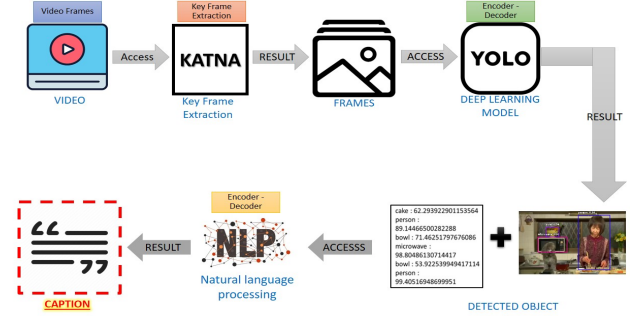 Video Frames
Key Frame
Extraction
Encoder -
Decoder
Access
KATNA
RESULT
ACCESS
YOLO
VIDEO
Key Frame
Extraction
FRAMES
DEEP LEARNING
MODEL
RESULT
Encoder -
Decoder
cake : 62.293922901153564
person :
89.14466500282288
bowl : 71.46251797676086
microwave :
98.80486130714417
bowl : 53.922539949417114
person :
99.40516948699951
ACCESSS
NLP
RESULT
Natural language
processing
CAPTION
DETECTED OBJECT